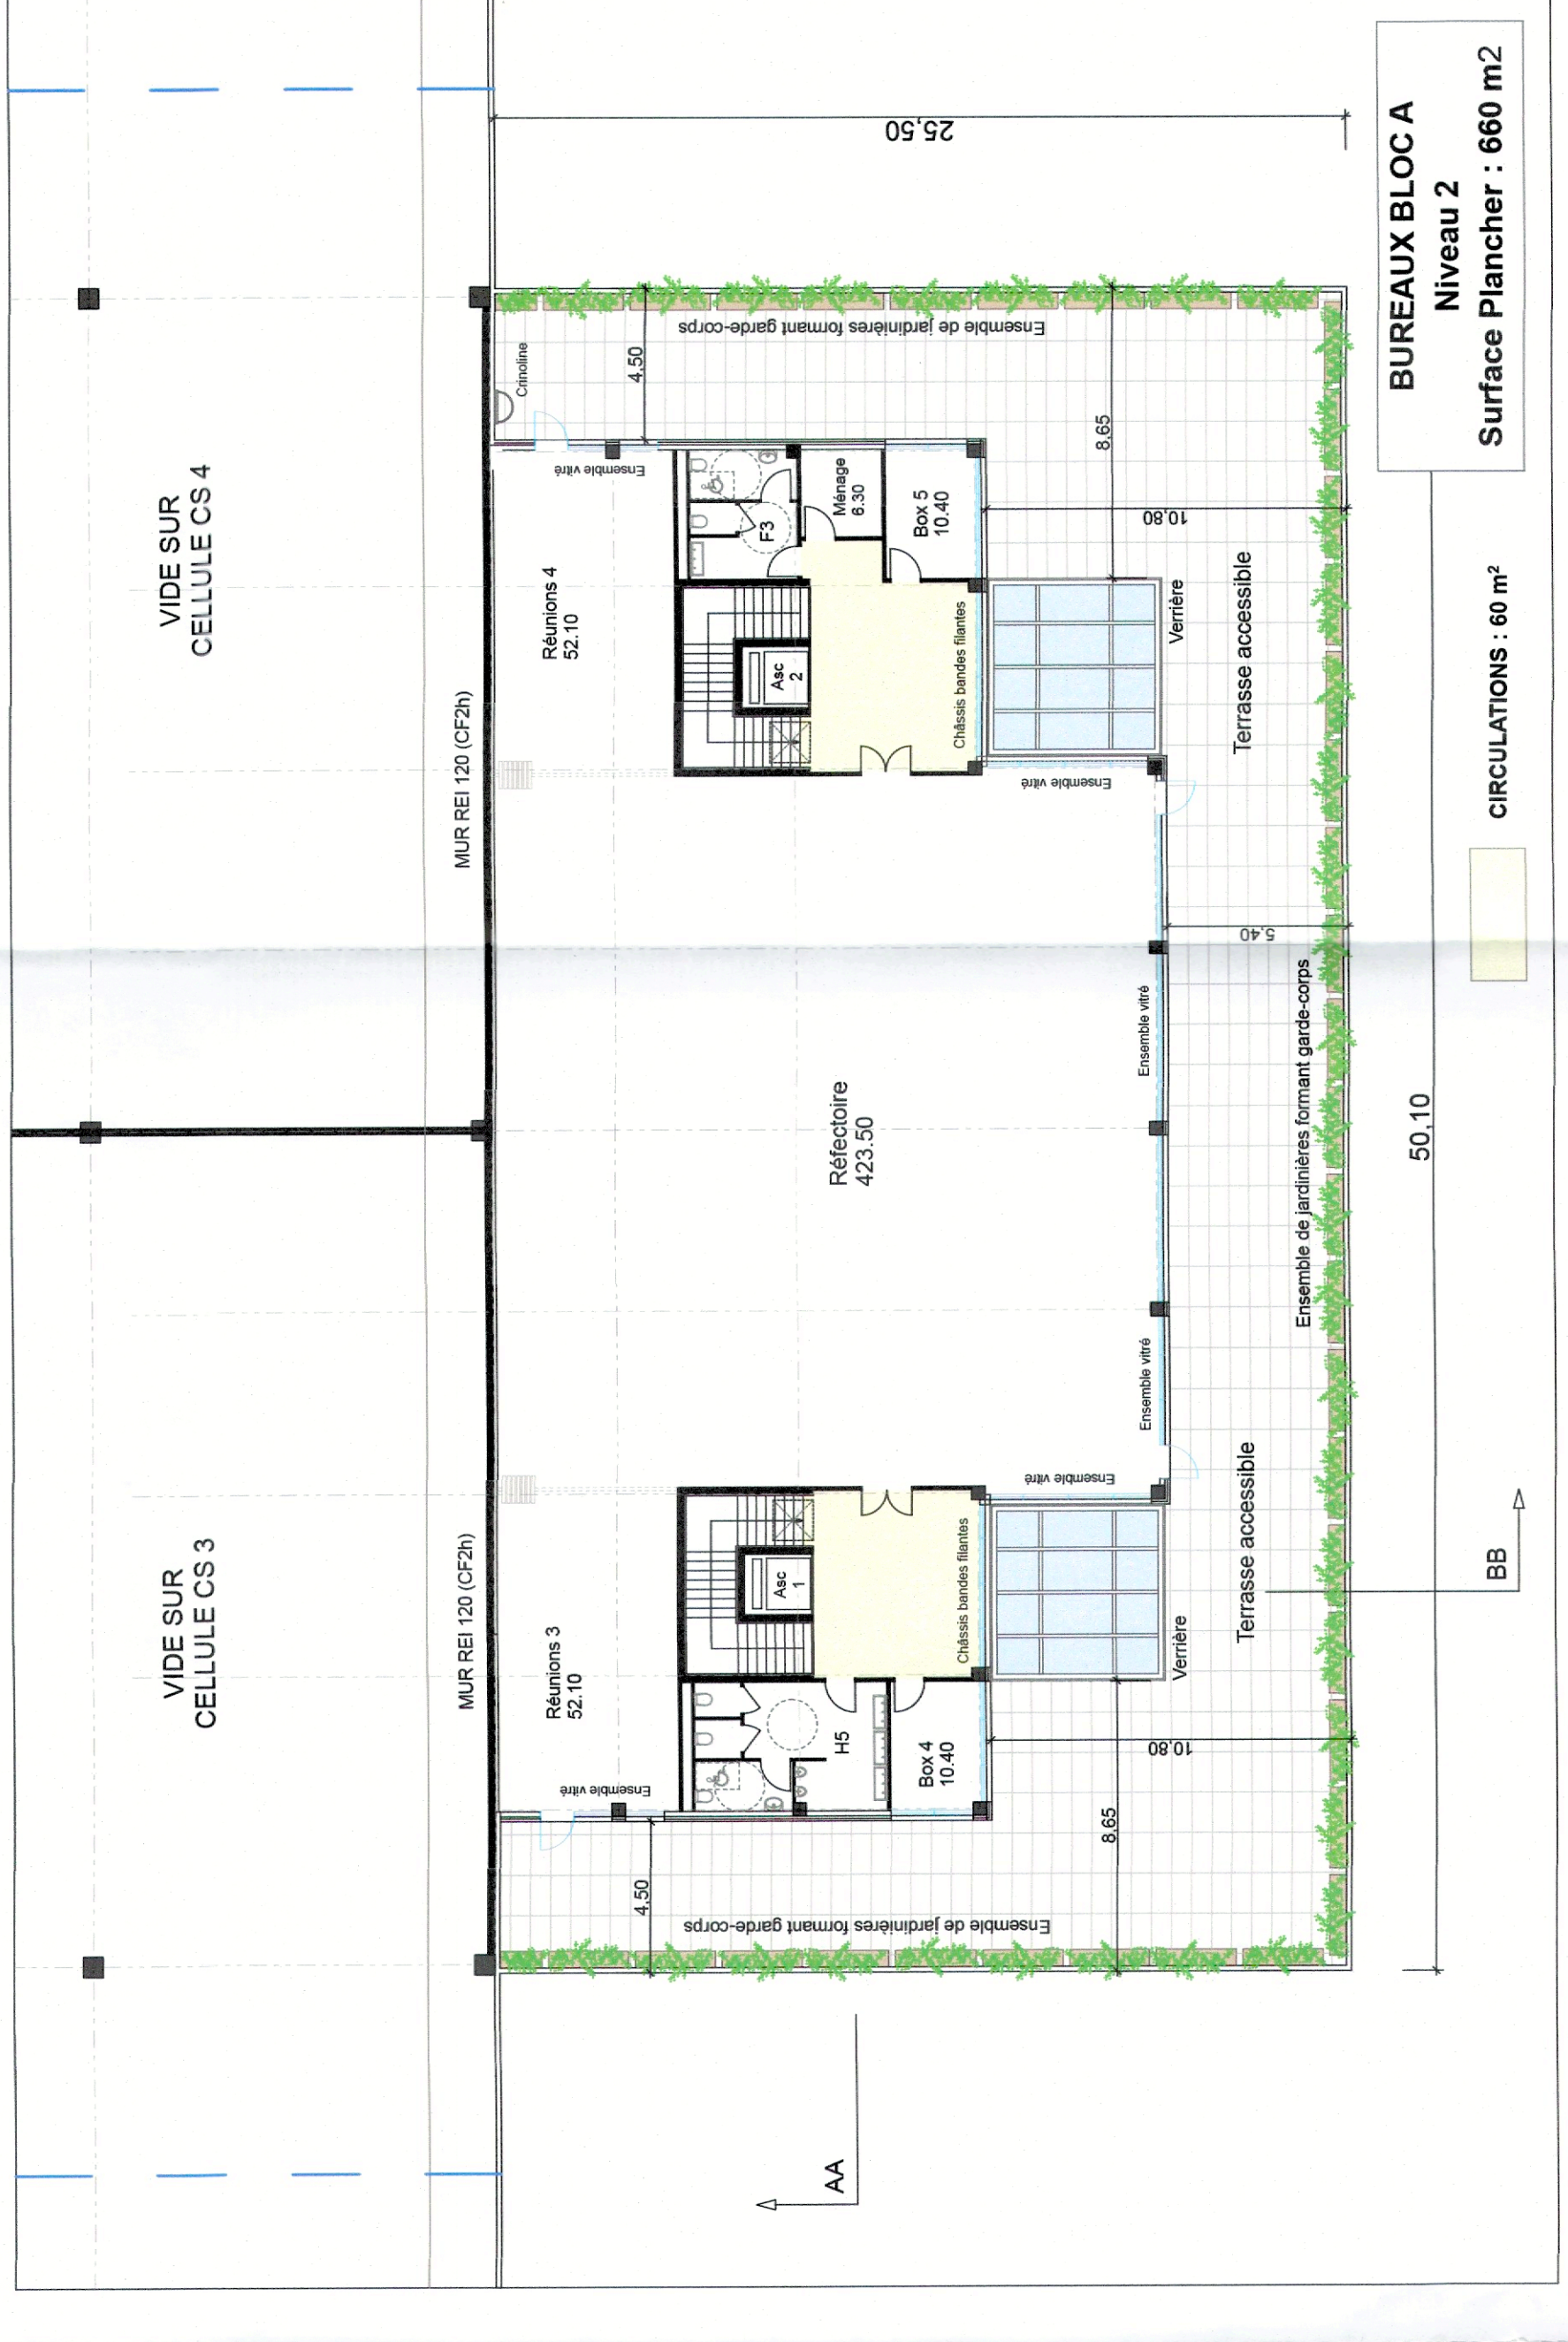 VIDE SUR
CELLULE CS 3
VIDE SUR
CELLULE CS 4
MUR REI 120 (CF2h)
MUR REI 120 (CF2h)
Crinoline
Ensemble vitré
Réunions 3
52.10
Réunions 4
52.10
Ensemble vitré
4,50
4,50
25,50
H5
Asc
1
Asc
2
F3
Ménage
6.30
Box 4
10.40
Box 5
10.40
Réfectoire
423.50
Châssis bandes filantes
Châssis bandes filantes
Ensemble de jardinières formant garde-corps
Ensemble de jardinières formant garde-corps
Ensemble vitré
Ensemble vitré
8,65
8,65
10,80
10,80
Ensemble vitré
Ensemble vitré
Verrière
Verrière
Terrasse accessible
Terrasse accessible
5,40
Ensemble de jardinières formant garde-corps
AA
BB
50,10
CIRCULATIONS : 60 m²
BUREAUX BLOC A
Niveau 2
Surface Plancher : 660 m2